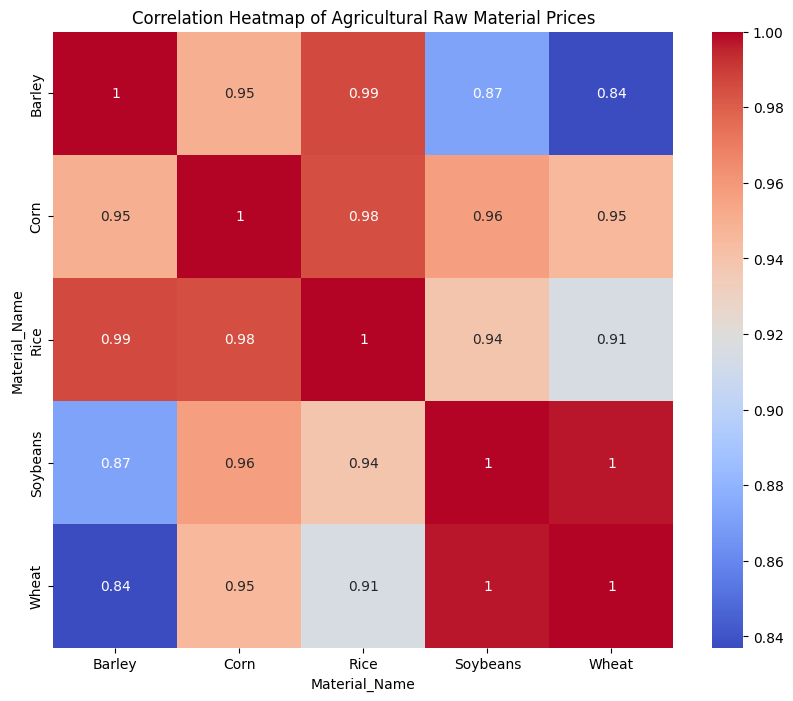 Correlation Heatmap of Agricultural Raw Material Prices
Material_Name
Barley
1
0.95
0.99
0.87
0.84
Corn
0.95
1
0.98
0.96
0.95
Rice
0.99
0.98
1
0.94
0.91
Soybeans
0.87
0.96
0.94
1
1
Wheat
0.84
0.95
0.91
1
1
Barley
Corn
Rice
Soybeans
Wheat
Material_Name
1.00
0.98
0.96
0.94
0.92
0.90
0.88
0.86
0.84